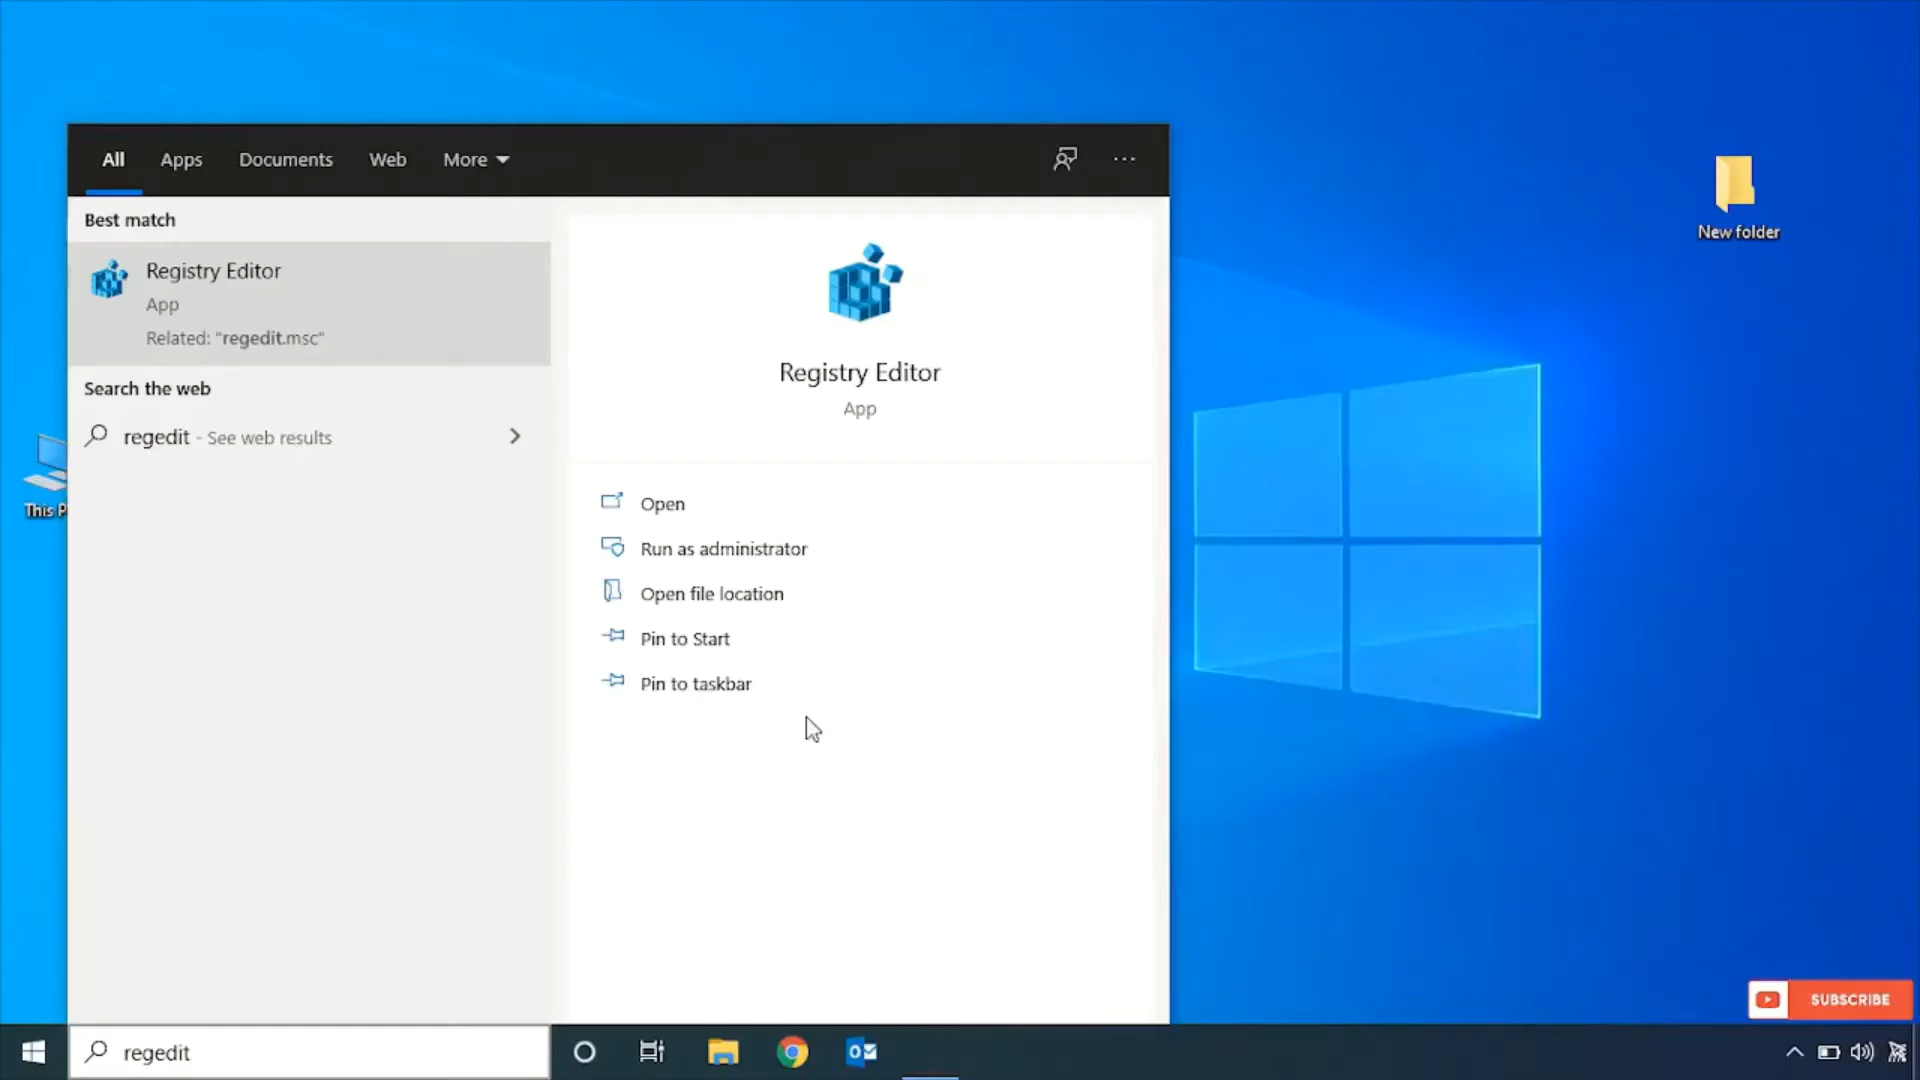 All Apps Documents Web More
Best match
Registry Editor
App
Related: "regedit.msc"
Search the web
regedit - See web results
Registry Editor
App
Open
Run as administrator
Open file location
Pin to Start
Pin to taskbar
This P
New folder
SUBSCRIBE
regedit